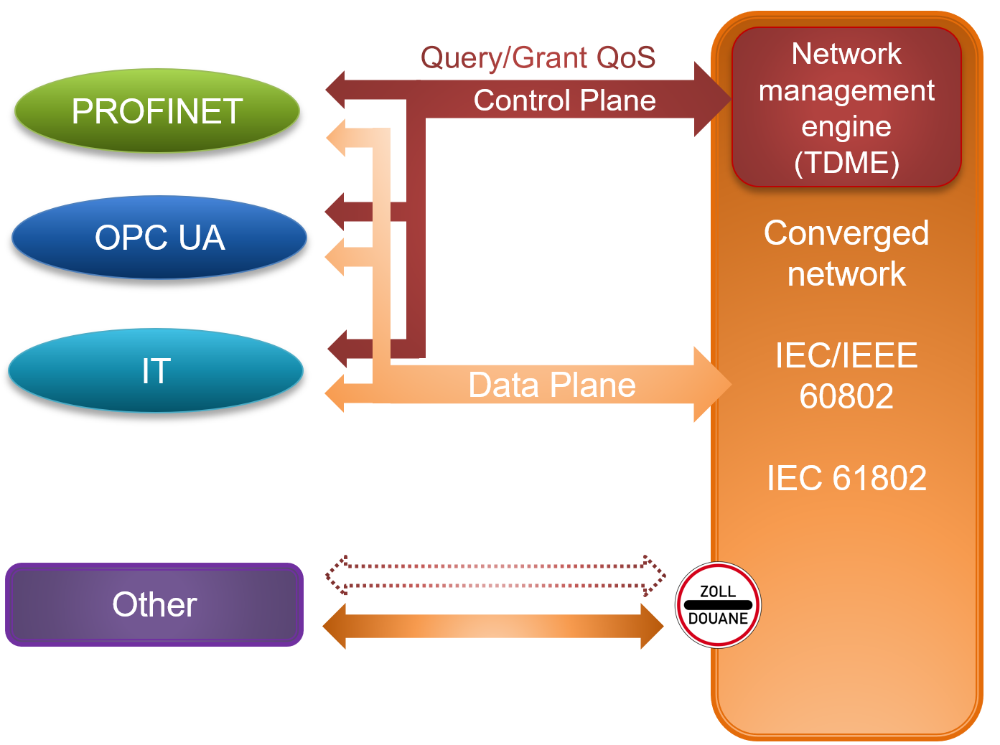 Query/Grant QoS
Control Plane
PROFINET
OPC UA
IT
Data Plane
Other
Network
management
engine
(TDME)
Converged
network
IEC/IEEE
60802
IEC 61802
ZOLL
DOUANE